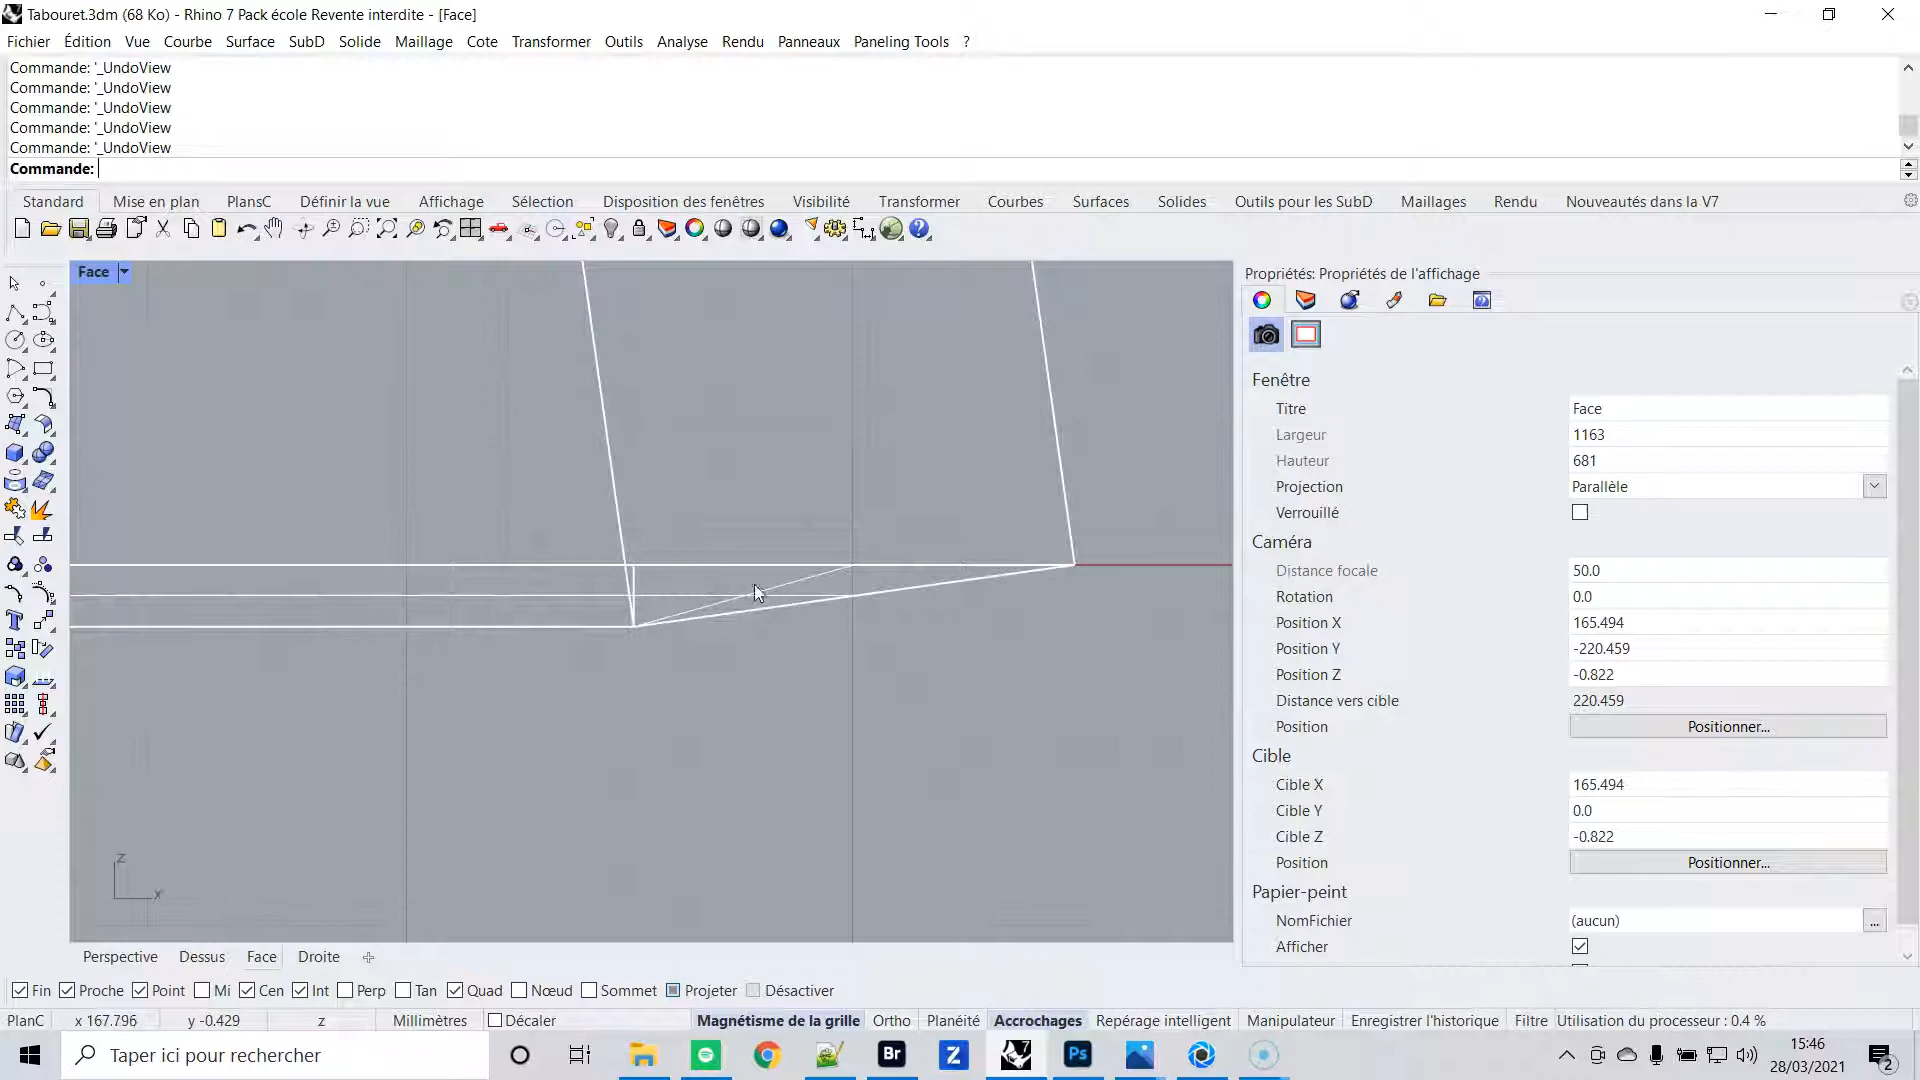 Tabouret.3dm (68 Ko) - Rhino 7 Pack école Revente interdite - [Face]
Fichier Édition Vue Courbe Surface SubD Solide Maillage Cote Transformer Outils Analyse Rendu Panneaux Paneling Tools ?
Commande: '_UndoView
Commande: '_UndoView
Commande: '_UndoView
Commande: '_UndoView
Commande: '_UndoView
Commande:
Standard Mise en plan PlansC Définir la vue Affichage Sélection Disposition des fenêtres Visibilité Transformer Courbes Surfaces Solides Outils pour les SubD Maillages Rendu Nouveautés dans la V7
Face
Propriétés: Propriétés de l'affichage
Fenêtre
Titre Face
Largeur 1163
Hauteur 681
Projection Parallèle
Verrouillé
Caméra
Distance focale 50.0
Rotation 0.0
Position X 165.494
Position Y -220.459
Position Z -0.822
Distance vers cible 220.459
Position Positionner...
Cible
Cible X 165.494
Cible Y 0.0
Cible Z -0.822
Position Positionner...
Papier-peint
NomFichier (aucun) ...
Afficher
z
x
Perspective Dessus Face Droite
Fin Proche Point Mi Cen Int Perp Tan Quad Nœud Sommet Projeter Désactiver
PlanC x 167.796 y -0.429 z Millimètres Décaler Magnétisme de la grille Ortho Planéité Accrochages Repérage intelligent Manipulateur Enregistrer l'historique Filtre Utilisation du processeur : 0.4 %
Taper ici pour rechercher
Br
Z
7
Ps
15:46
28/03/2021
2